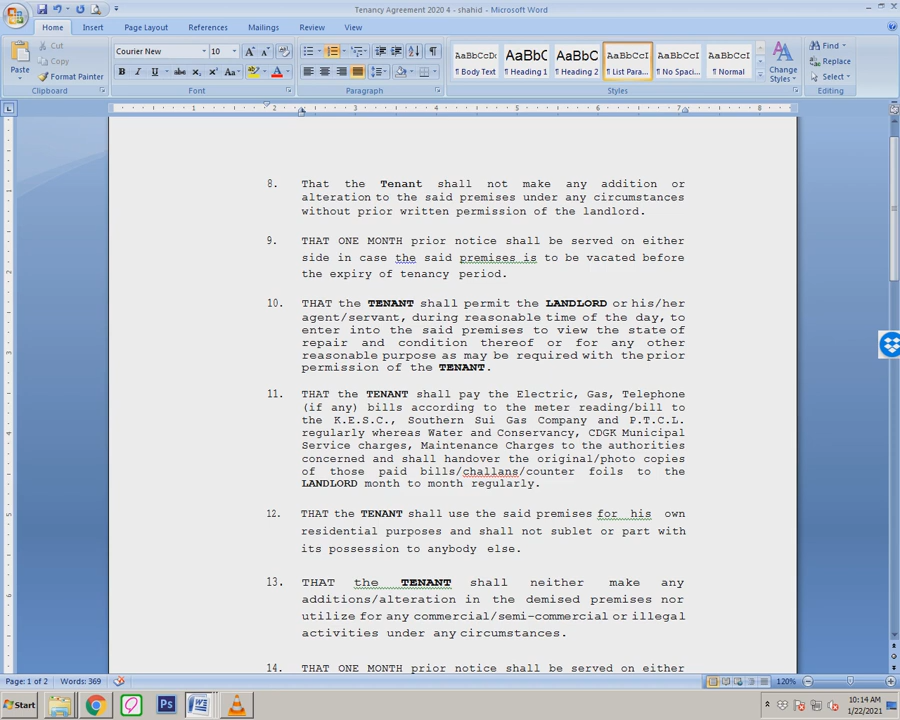 Tenancy Agreement 2020 4 - shahid - Microsoft Word
Home Insert Page Layout References Mailings Review View
Paste
Cut
Copy
Format Painter
Clipboard
Courier New 10
B I U abc x₂ x² Aa
Font
Paragraph
AaBbCcDc AaBbC AaBbC AaBbCcI AaBbCcI AaBbCcI
¶ Body Text ¶ Heading 1 ¶ Heading 2 ¶ List Para... ¶ No Spaci... ¶ Normal
Change Styles
Styles
Find
Replace
Select
Editing
1 2 3 4 5 6 7 8
8. That the Tenant shall not make any addition or
alteration to the said premises under any circumstances
without prior written permission of the landlord.
9. THAT ONE MONTH prior notice shall be served on either
side in case the said premises is to be vacated before
the expiry of tenancy period.
10. THAT the TENANT shall permit the LANDLORD or his/her
agent/servant, during reasonable time of the day, to
enter into the said premises to view the state of
repair and condition thereof or for any other
reasonable purpose as may be required with the prior
permission of the TENANT.
11. THAT the TENANT shall pay the Electric, Gas, Telephone
(if any) bills according to the meter reading/bill to
the K.E.S.C., Southern Sui Gas Company and P.T.C.L.
regularly whereas Water and Conservancy, CDGK Municipal
Service charges, Maintenance Charges to the authorities
concerned and shall handover the original/photo copies
of those paid bills/challans/counter foils to the
LANDLORD month to month regularly.
12. THAT the TENANT shall use the said premises for his own
residential purposes and shall not sublet or part with
its possession to anybody else.
13. THAT the TENANT shall neither make any
additions/alteration in the demised premises nor
utilize for any commercial/semi-commercial or illegal
activities under any circumstances.
14. THAT ONE MONTH prior notice shall be served on either
Page: 1 of 2 Words: 369 120%
Start Ps 10:14 AM
1/22/2021